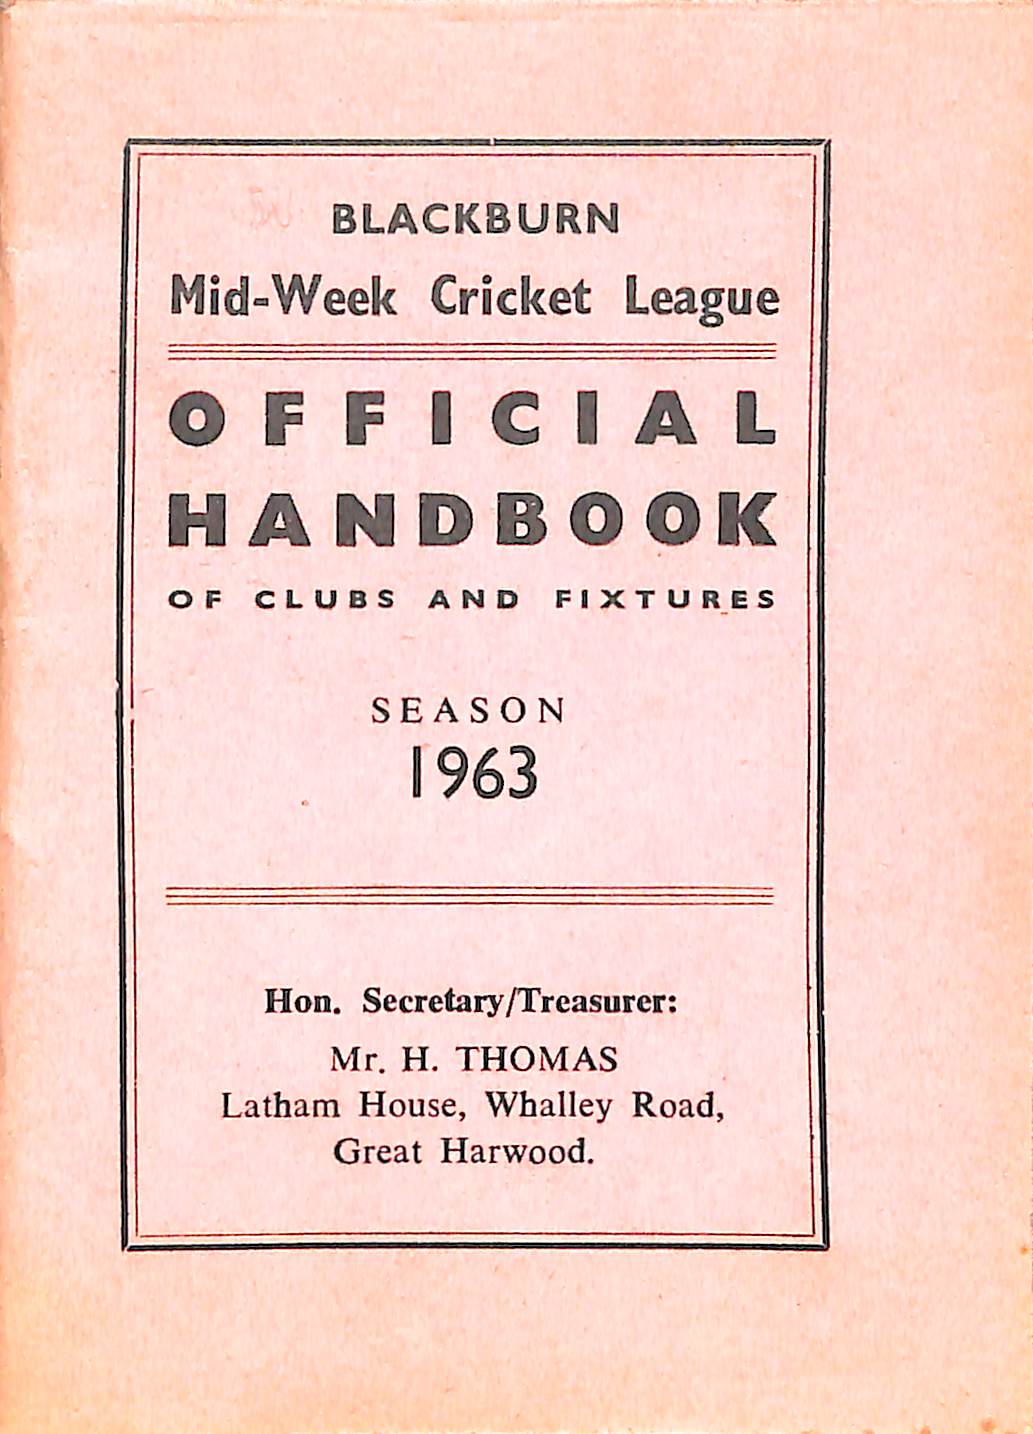 BLACKBURN
Mid-Week Cricket League
OFFICIAL
HANDBOOK
OF CLUBS AND FIXTURES
SEASON
1963
Hon. Secretary/Treasurer:
Mr. H. THOMAS
Latham House, Whalley Road,
Great Harwood.